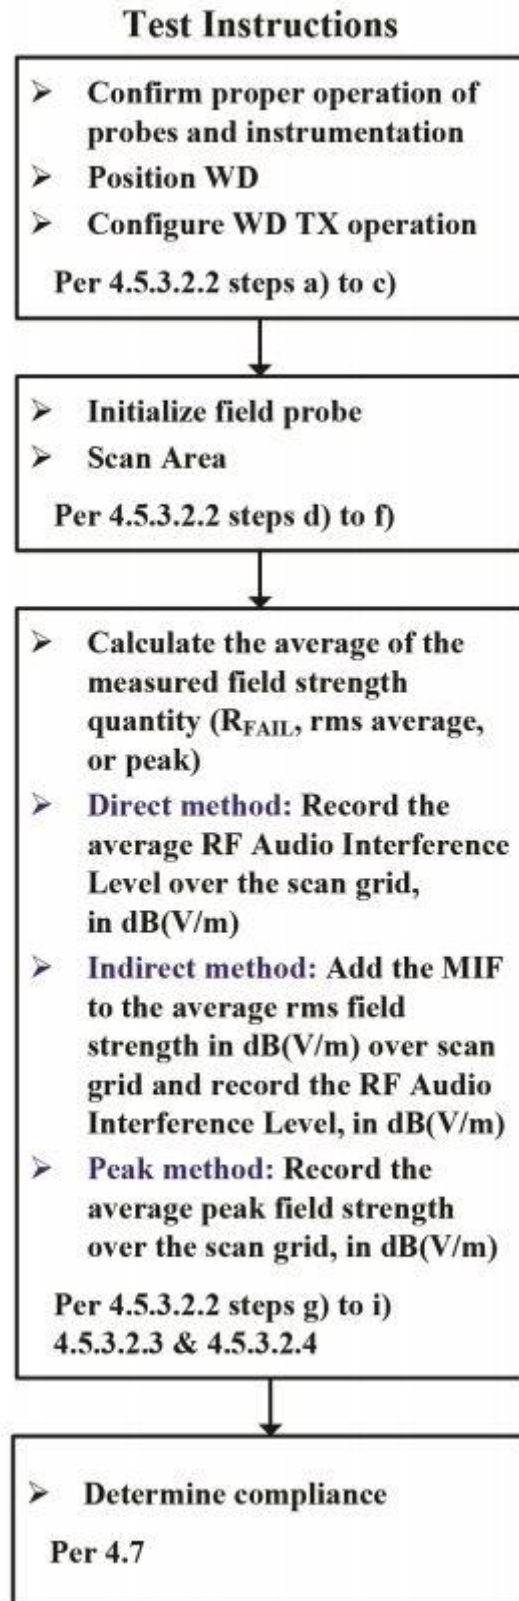 Test Instructions
➢ Confirm proper operation of
probes and instrumentation
➢ Position WD
➢ Configure WD TX operation
Per 4.5.3.2.2 steps a) to c)
➢ Initialize field probe
➢ Scan Area
Per 4.5.3.2.2 steps d) to f)
➢ Calculate the average of the
measured field strength
quantity (RFAIL, rms average,
or peak)
➢ Direct method: Record the
average RF Audio Interference
Level over the scan grid,
in dB(V/m)
➢ Indirect method: Add the MIF
to the average rms field
strength in dB(V/m) over scan
grid and record the RF Audio
Interference Level, in dB(V/m)
➢ Peak method: Record the
average peak field strength
over the scan grid, in dB(V/m)
Per 4.5.3.2.2 steps g) to i)
4.5.3.2.3 & 4.5.3.2.4
➢ Determine compliance
Per 4.7